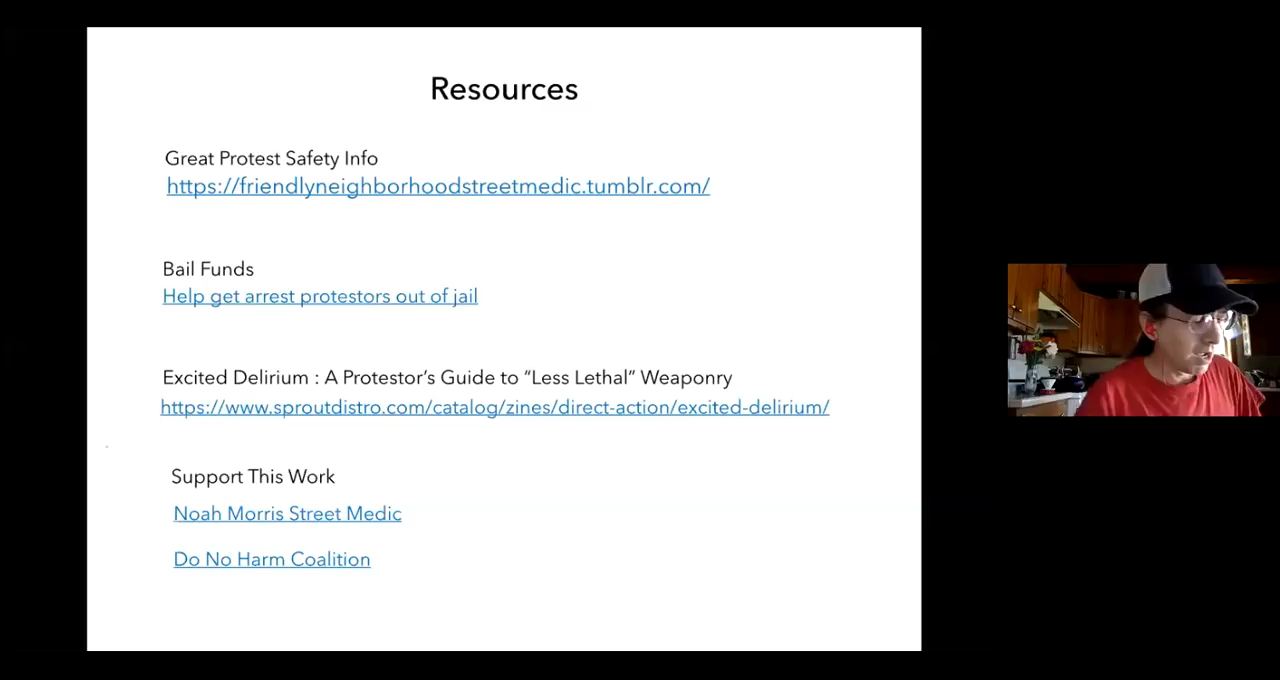 Resources
Great Protest Safety Info
https://friendlyneighborhoodstreetmedic.tumblr.com/
Bail Funds
Help get arrest protestors out of jail
Excited Delirium : A Protestor’s Guide to “Less Lethal” Weaponry
https://www.sproutdistro.com/catalog/zines/direct-action/excited-delirium/
Support This Work
Noah Morris Street Medic
Do No Harm Coalition